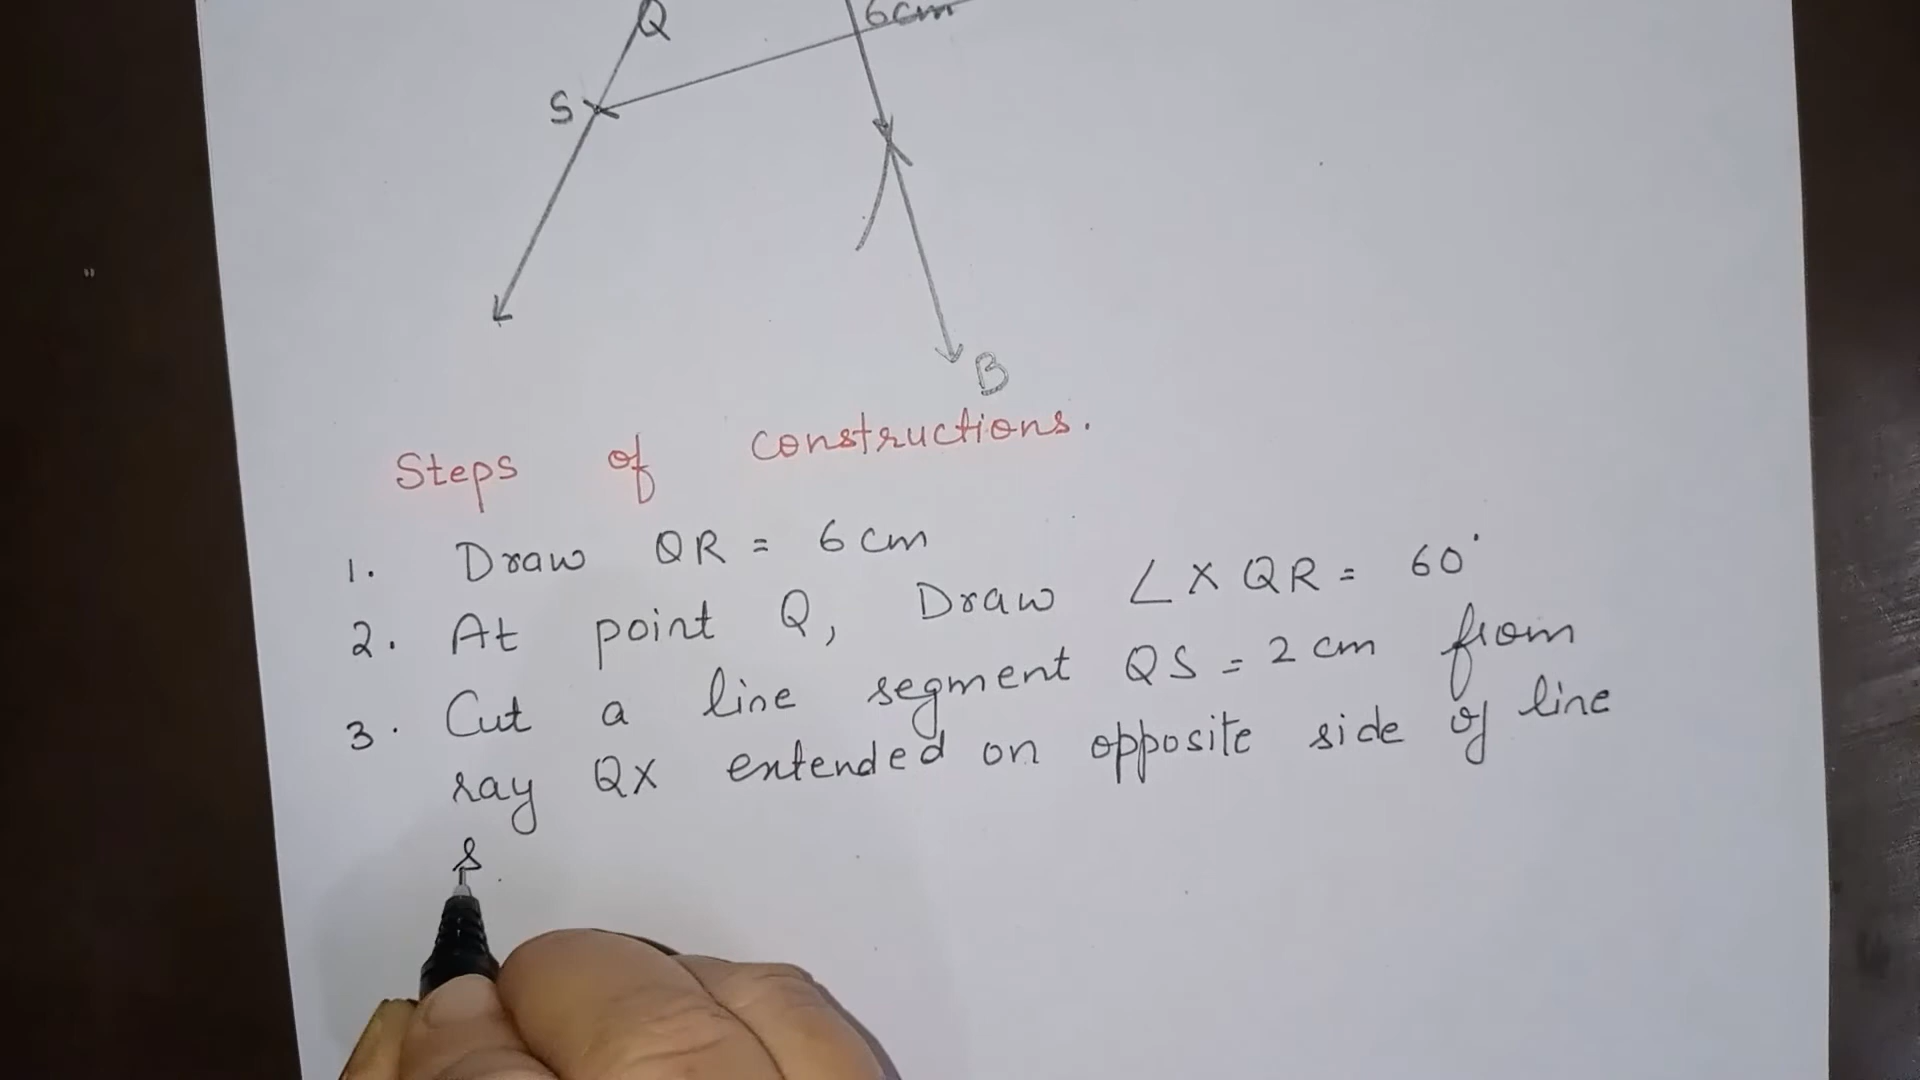 Q
6cm
S
B
Steps of constructions.
1. Draw QR = 6 cm
2. At point Q, Draw ∠XQR = 60°
3. Cut a line segment QS = 2 cm from
ray QX extended on opposite side of line